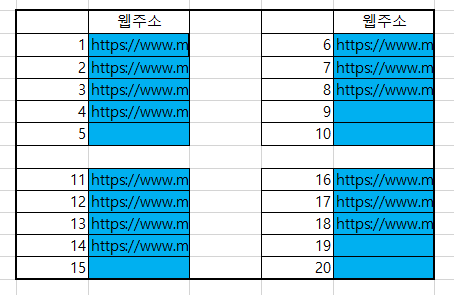 웹주소 웹주소
1 https://www.m 6 https://www.m
2 https://www.m 7 https://www.m
3 https://www.m 8 https://www.m
4 https://www.m 9
5 10
11 https://www.m 16 https://www.m
12 https://www.m 17 https://www.m
13 https://www.m 18 https://www.m
14 https://www.m 19
15 20